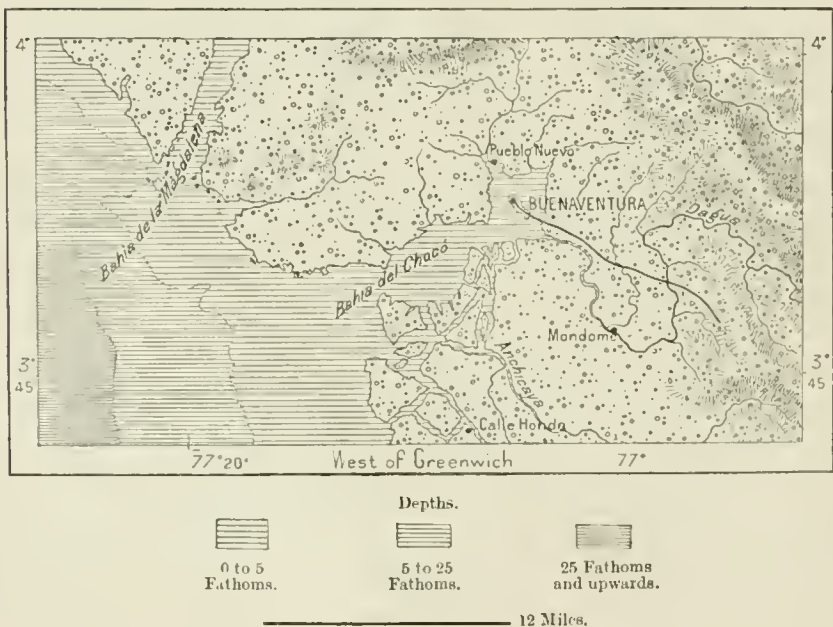 4° 4°
Bahia de la Magdalena
Pueblo Nuevo
BUENAVENTURA
Dagua
Bahia del Chocó
Mondomo
Anchicaya
3° 3°
45 45
Calle Honda
77°20' West of Greenwich 77°
Depths.
0 to 5 5 to 25 25 Fathoms
Fathoms. Fathoms. and upwards.
12 Miles.